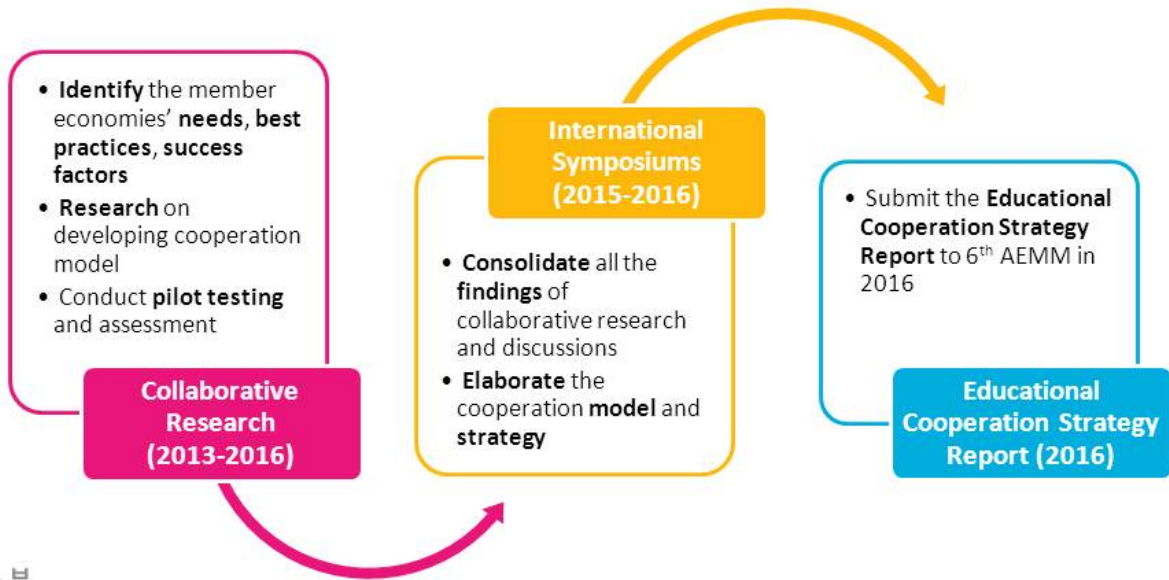 • Identify the member
economies’ needs, best
practices, success
factors
• Research on
developing cooperation
model
• Conduct pilot testing
and assessment
Collaborative
Research
(2013-2016)
International
Symposiums
(2015-2016)
• Consolidate all the
findings of
collaborative research
and discussions
• Elaborate the
cooperation model and
strategy
• Submit the Educational
Cooperation Strategy
Report to 6th AEMM in
2016
Educational
Cooperation Strategy
Report (2016)